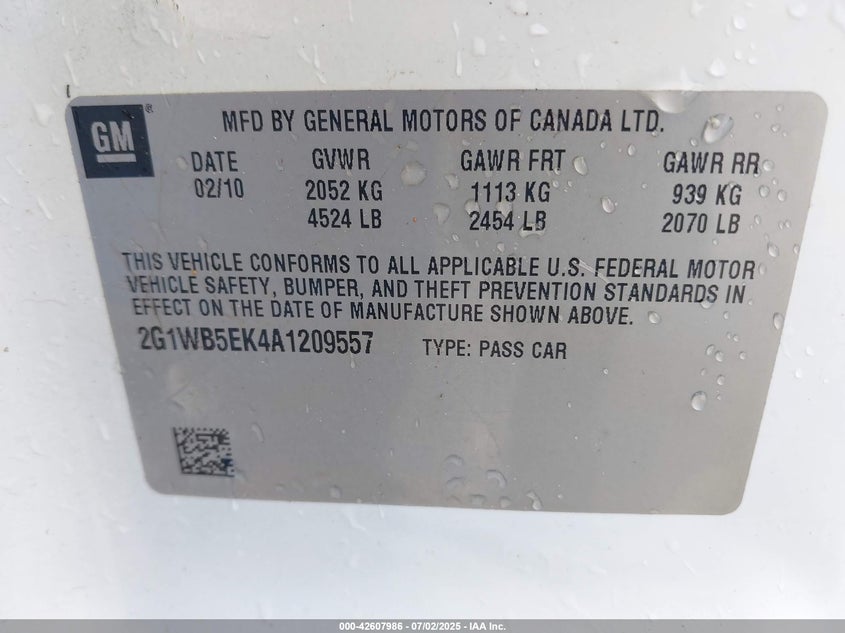 GM ®
MFD BY GENERAL MOTORS OF CANADA LTD.
DATE GVWR GAWR FRT GAWR RR
02/10 2052 KG 1113 KG 939 KG
4524 LB 2454 LB 2070 LB
THIS VEHICLE CONFORMS TO ALL APPLICABLE U.S. FEDERAL MOTOR
VEHICLE SAFETY, BUMPER, AND THEFT PREVENTION STANDARDS IN
EFFECT ON THE DATE OF MANUFACTURE SHOWN ABOVE.
2G1WB5EK4A1209557 TYPE: PASS CAR
000-42607986 - 07/02/2025 - IAA Inc.